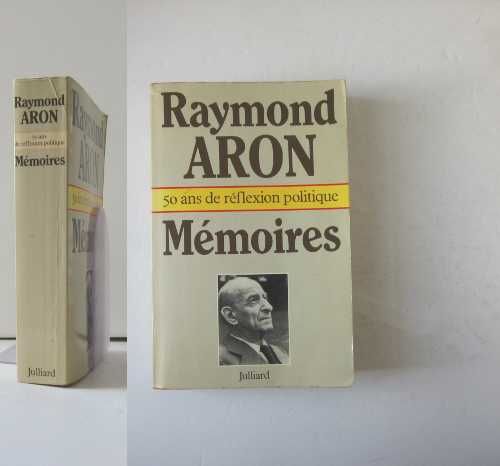 Raymond
ARON
50 ans
de réflexion politique
Mémoires
Julliard
Raymond
ARON
50 ans de réflexion politique
Mémoires
Julliard